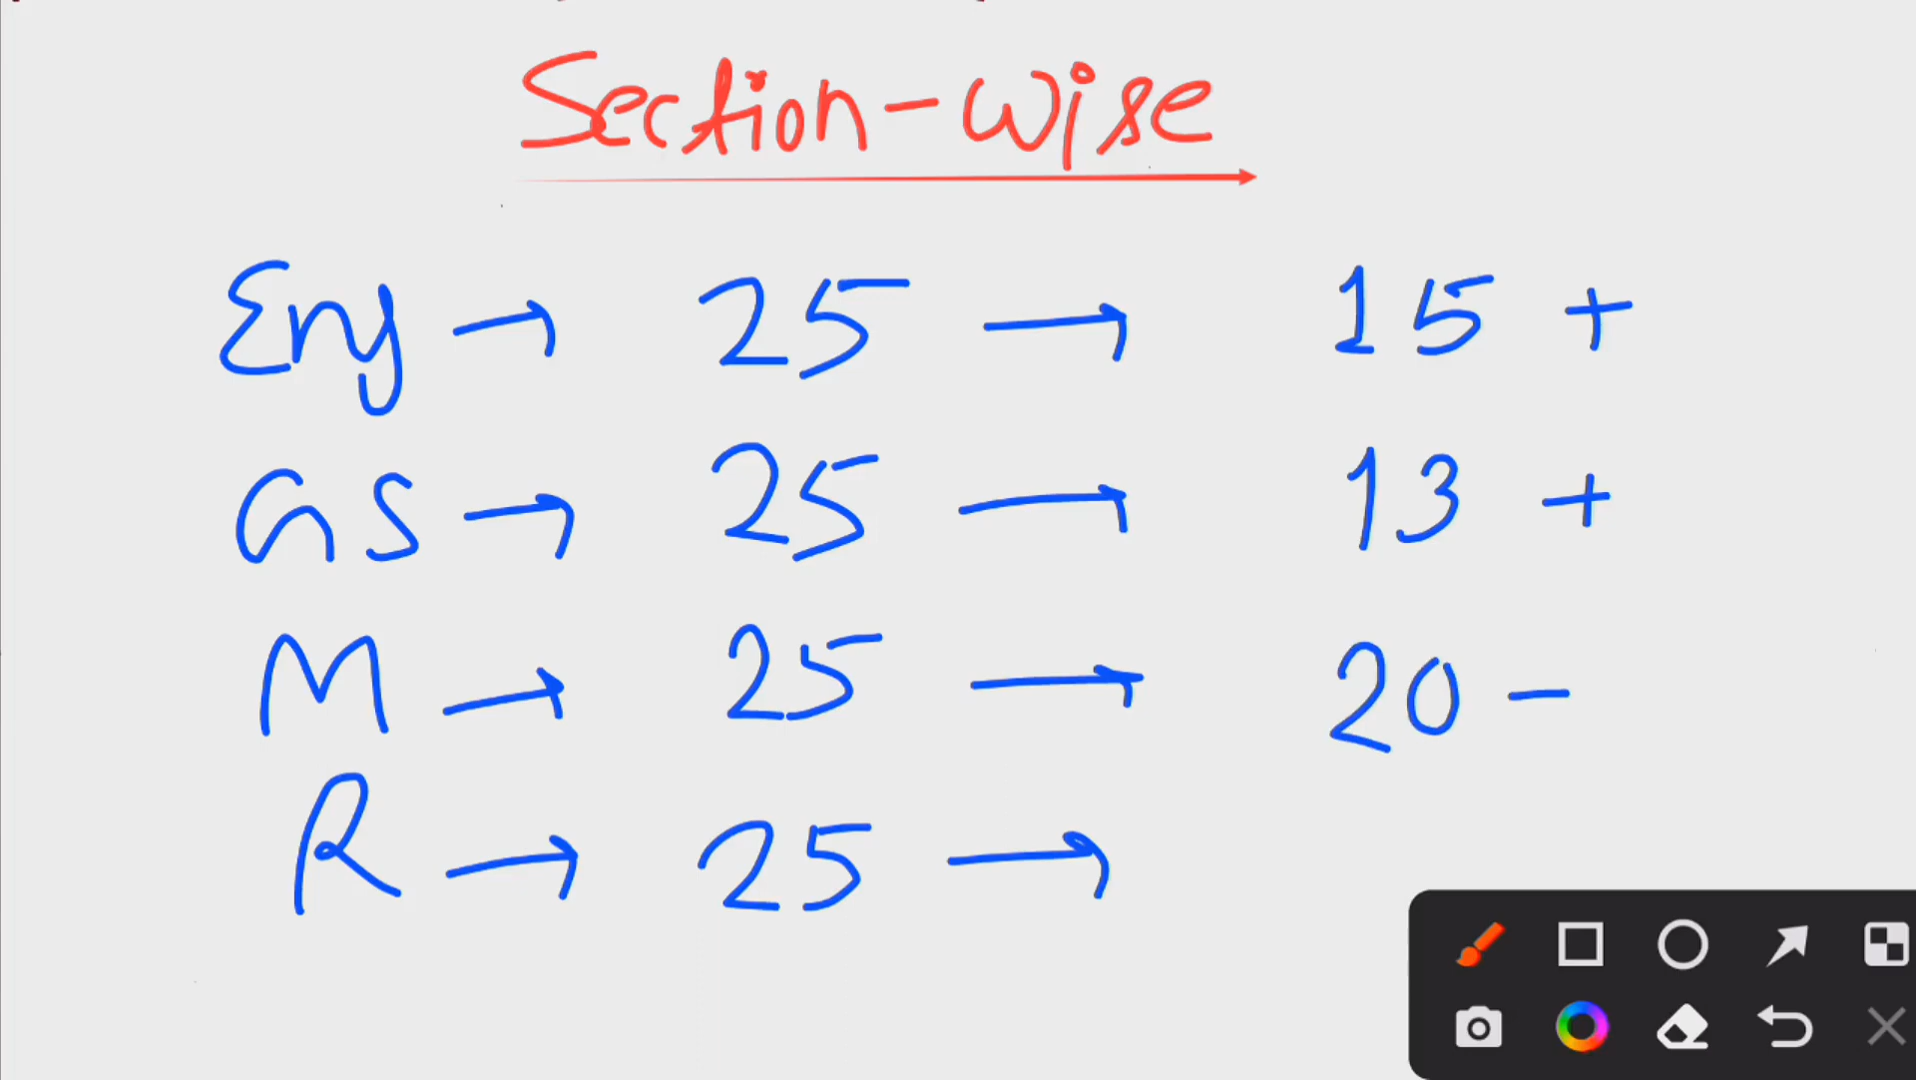 Section-Wise
Eng → 25 → 15 +
GS → 25 → 13 +
M → 25 → 20 -
R → 25 →